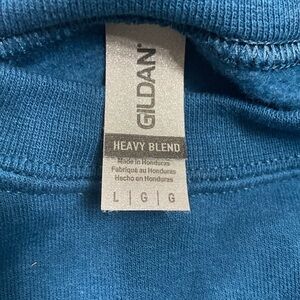 GILDAN
HEAVY BLEND
Made in Honduras
Fabriqué au Honduras
Hecho en Honduras
L | G | G